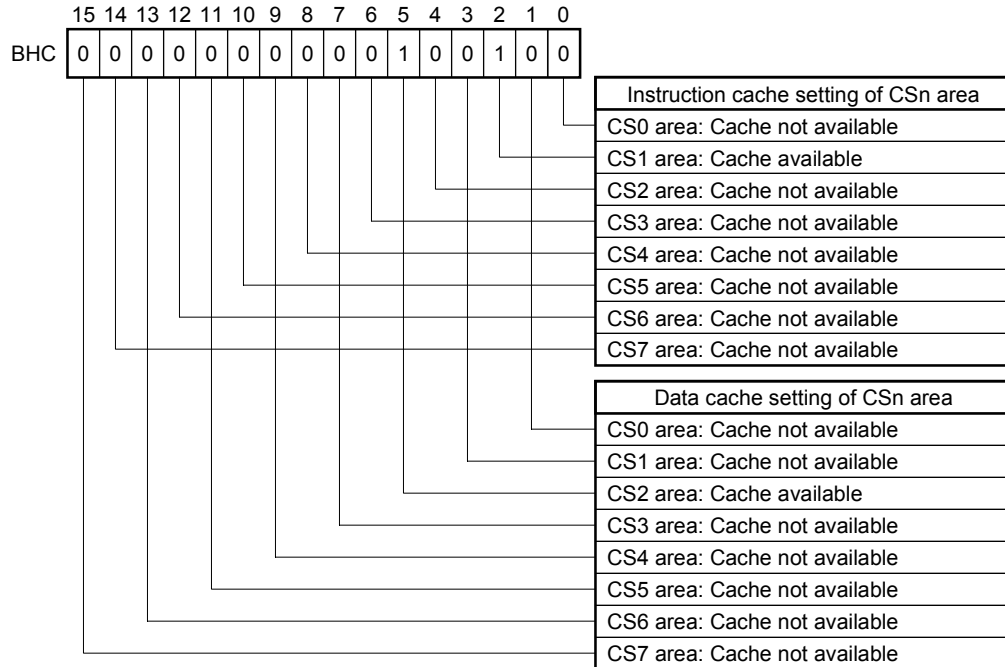 15 14 13 12 11 10 9 8 7 6 5 4 3 2 1 0
BHC 0 0 0 0 0 0 0 0 0 0 1 0 0 1 0 0
Instruction cache setting of CSn area
CS0 area: Cache not available
CS1 area: Cache available
CS2 area: Cache not available
CS3 area: Cache not available
CS4 area: Cache not available
CS5 area: Cache not available
CS6 area: Cache not available
CS7 area: Cache not available
Data cache setting of CSn area
CS0 area: Cache not available
CS1 area: Cache not available
CS2 area: Cache available
CS3 area: Cache not available
CS4 area: Cache not available
CS5 area: Cache not available
CS6 area: Cache not available
CS7 area: Cache not available